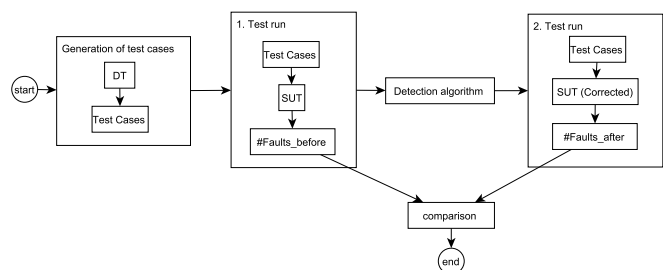 start
Generation of test cases
DT
Test Cases
1. Test run
Test Cases
SUT
#Faults_before
Detection algorithm
2. Test run
Test Cases
SUT (Corrected)
#Faults_after
comparison
end